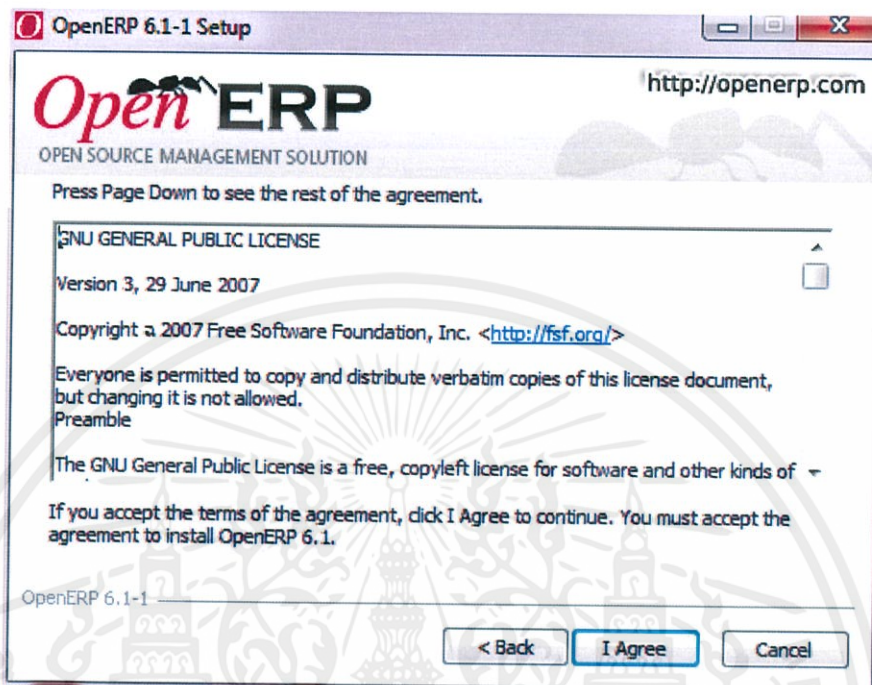 OpenERP 6.1-1 Setup
Open ERP
http://openerp.com
OPEN SOURCE MANAGEMENT SOLUTION
Press Page Down to see the rest of the agreement.
GNU GENERAL PUBLIC LICENSE
Version 3, 29 June 2007
Copyright a 2007 Free Software Foundation, Inc. <http://fsf.org/>
Everyone is permitted to copy and distribute verbatim copies of this license document,
but changing it is not allowed.
Preamble
The GNU General Public License is a free, copyleft license for software and other kinds of
If you accept the terms of the agreement, click I Agree to continue. You must accept the
agreement to install OpenERP 6.1.
OpenERP 6.1-1
< Back I Agree Cancel